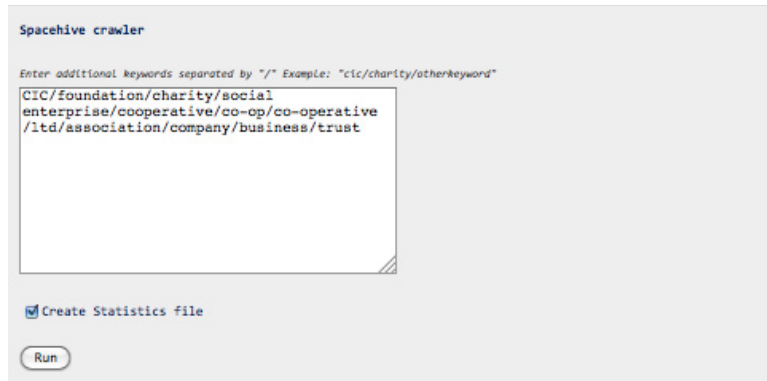 Spacehive crawler
Enter additional keywords separated by "/" Example: "cic/charity/otherkeyword"
CIC/foundation/charity/social
enterprise/cooperative/co-op/co-operative
/ltd/association/company/business/trust
Create Statistics file
Run